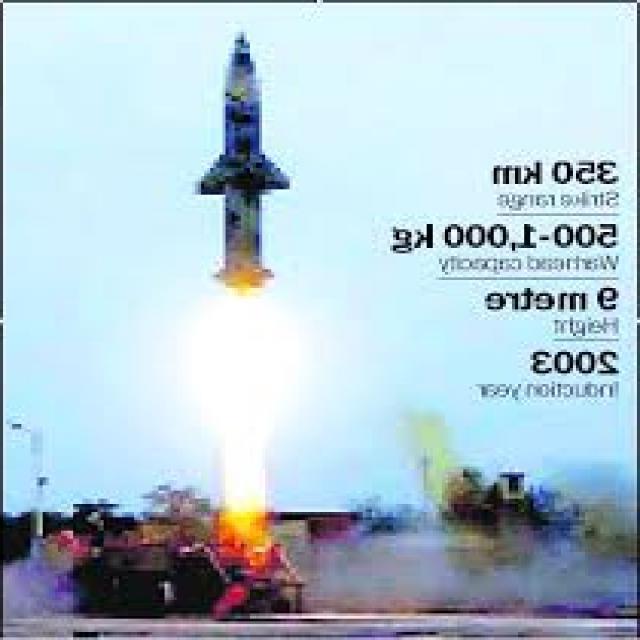 350 km
Strike range
500-1,000 kg
Warhead capacity
9 metre
Height
2003
Induction year